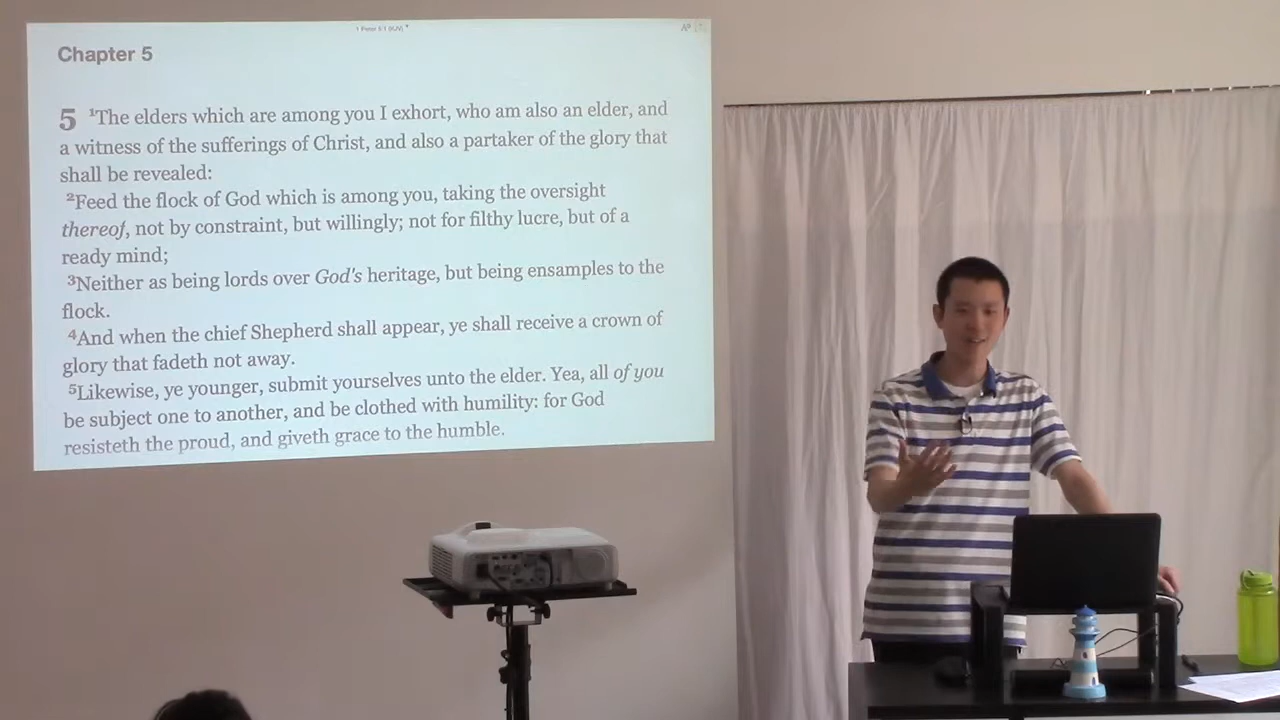 1 Peter 5:1 (KJV)
Chapter 5
5 1The elders which are among you I exhort, who am also an elder, and
a witness of the sufferings of Christ, and also a partaker of the glory that
shall be revealed:
2Feed the flock of God which is among you, taking the oversight
thereof, not by constraint, but willingly; not for filthy lucre, but of a
ready mind;
3Neither as being lords over God's heritage, but being ensamples to the
flock.
4And when the chief Shepherd shall appear, ye shall receive a crown of
glory that fadeth not away.
5Likewise, ye younger, submit yourselves unto the elder. Yea, all of you
be subject one to another, and be clothed with humility: for God
resisteth the proud, and giveth grace to the humble.